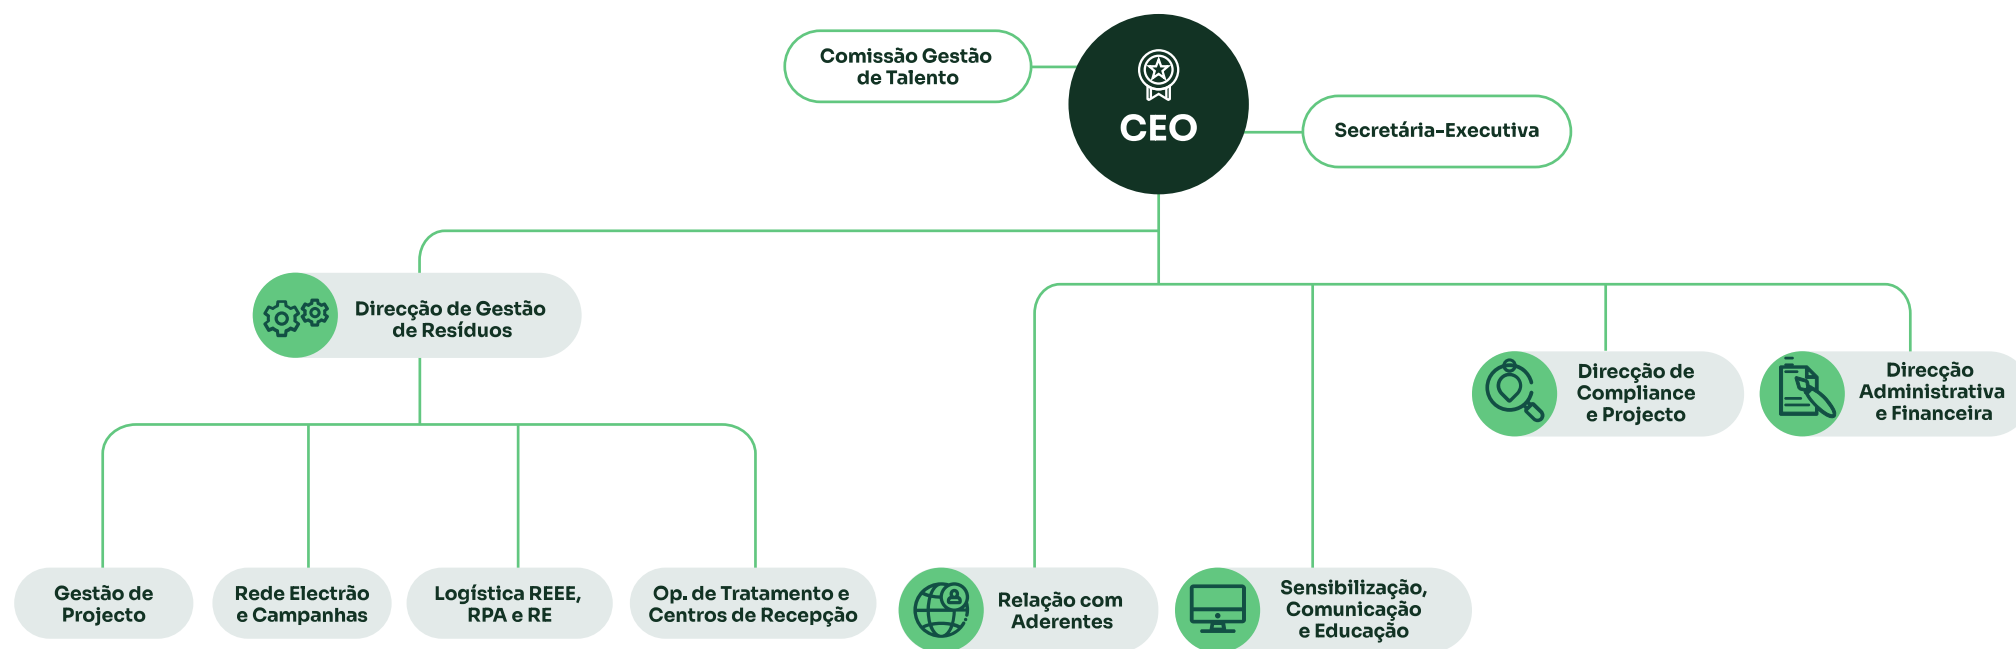 Comissão Gestão
de Talento
CEO
Secretária-Executiva
Direcção de Gestão
de Resíduos
Direcção de
Compliance
e Projecto
Direcção
Administrativa
e Financeira
Gestão de
Projecto
Rede Electrão
e Campanhas
Logística REEE,
RPA e RE
Op. de Tratamento e
Centros de Recepção
Relação com
Aderentes
Sensibilização,
Comunicação
e Educação